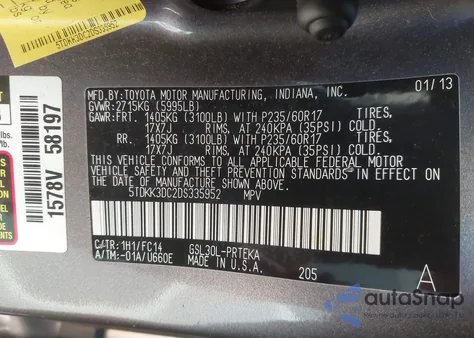 5TDKK3DC2DS335952
lbs.
1578V 58197
MFD.BY:TOYOTA MOTOR MANUFACTURING, INDIANA, INC. 01/13
GVWR:2715KG (5995LB)
GAWR:FRT. 1405KG (3100LB) WITH P235/60R17 TIRES,
17X7J RIMS, AT 240KPA (35PSI) COLD.
RR. 1405KG (3100LB) WITH P235/60R17 TIRES,
17X7J RIMS, AT 240KPA (35PSI) COLD.
THIS VEHICLE CONFORMS TO ALL APPLICABLE FEDERAL MOTOR
VEHICLE SAFETY AND THEFT PREVENTION STANDARDS IN EFFECT
ON THE DATE OF MANUFACTURE SHOWN ABOVE.
5TDKK3DC2DS335952 MPV
C/TR:1H1/FC14 GSL30L-PRTEKA
A/TM:-01A/U660E MADE IN U.S.A. 205 A
autoSnap